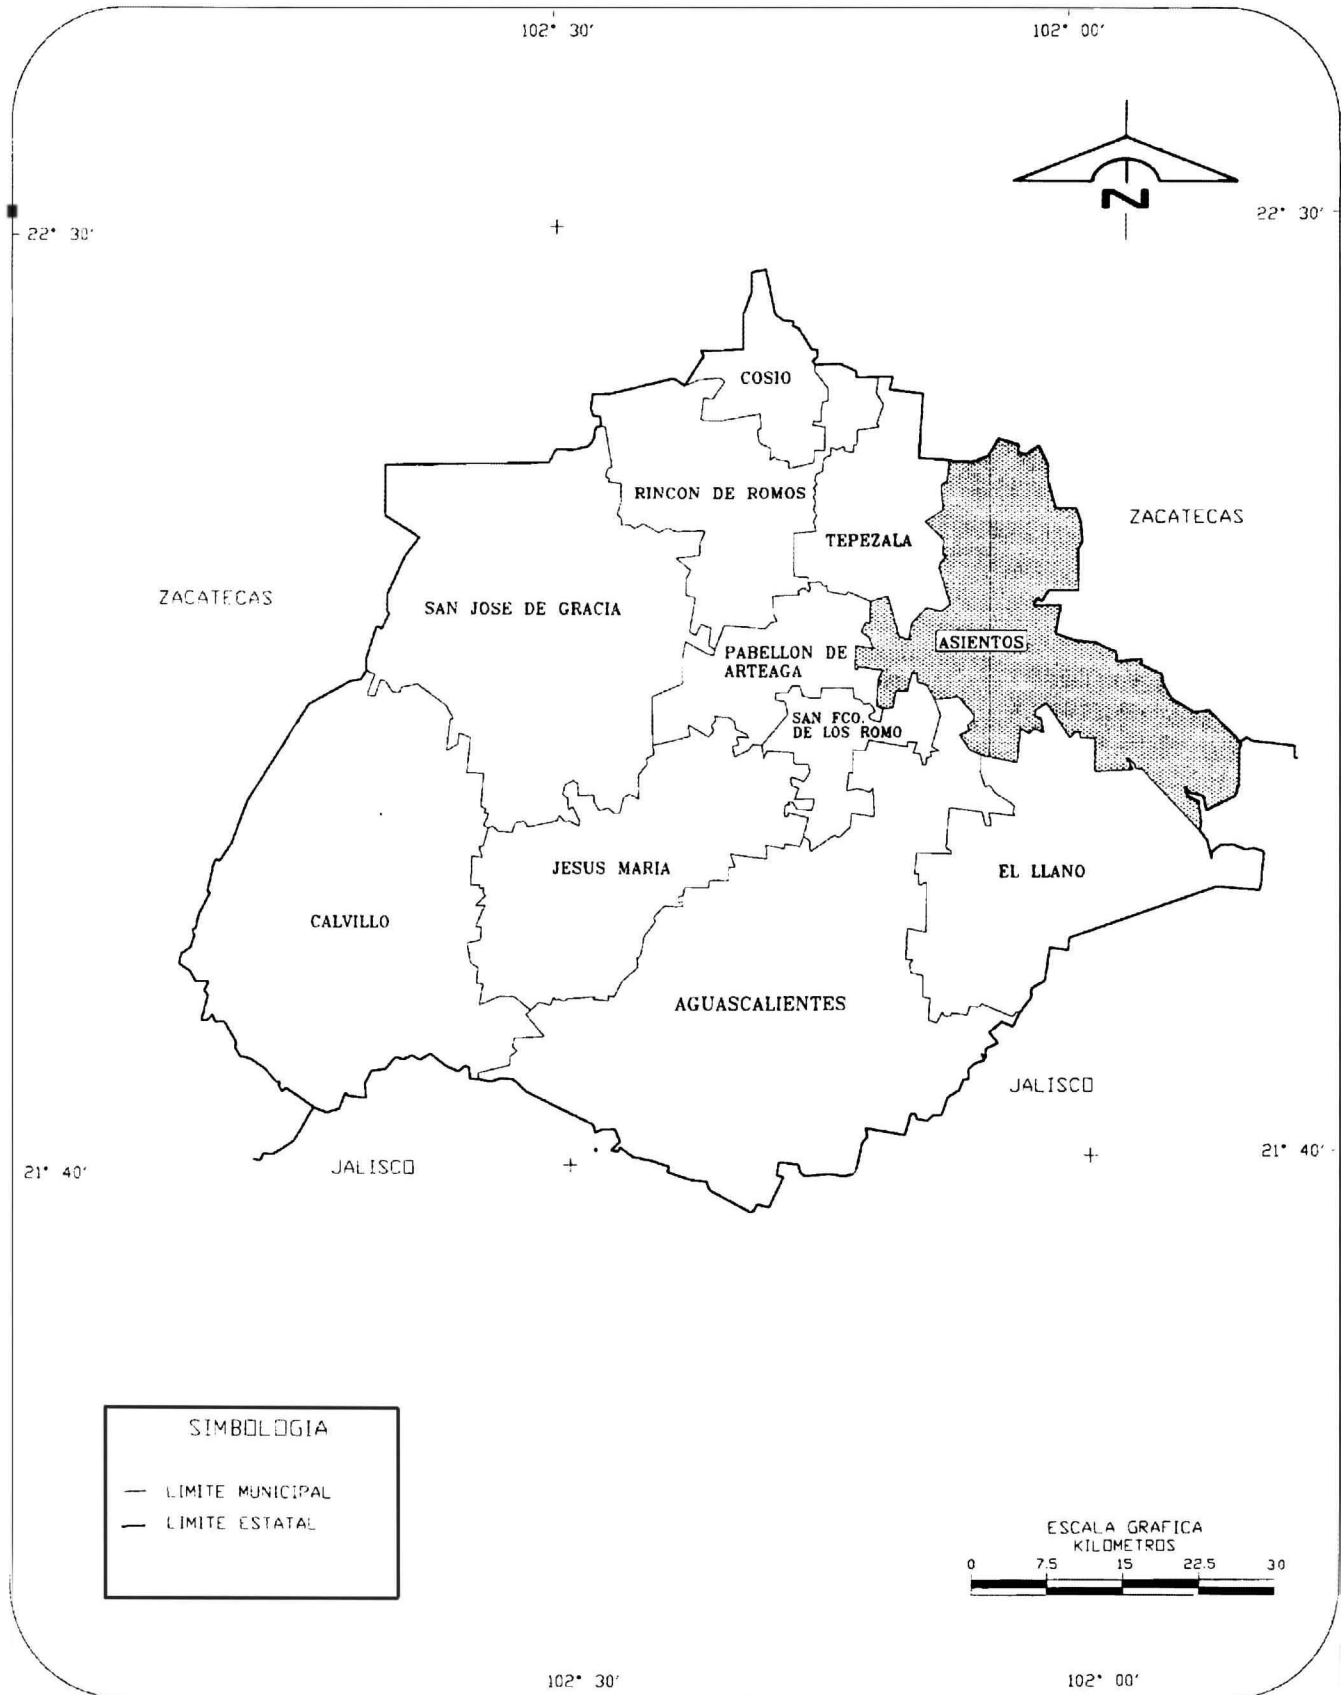 102° 30'
102° 00'
N
22° 30'
22° 30'
COSIO
RINCON DE ROMOS
ZACATECAS
TEPEZALA
ZACATECAS
SAN JOSE DE GRACIA
ASIENTOS
PABELLON DE
ARTEAGA
SAN FCO.
DE LOS ROMO
JESUS MARIA
EL LLANO
CALVILLO
AGUASCALIENTES
JALISCO
JALISCO
21° 40'
21° 40'
SIMBOLOGIA
LIMITE MUNICIPAL
LIMITE ESTATAL
ESCALA GRAFICA
KILOMETROS
0 7.5 15 22.5 30
102° 30'
102° 00'